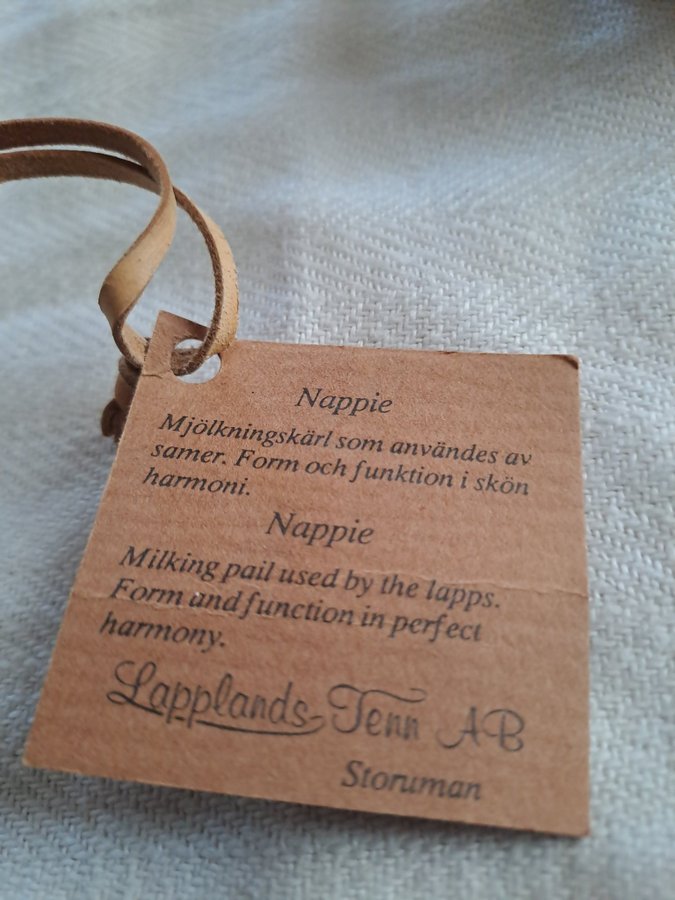 Nappie
Mjölkningskärl som användes av
samer. Form och funktion i skön
harmoni.
Nappie
Milking pail used by the lapps.
Form and function in perfect
harmony.
Lapplands Tenn AB
Storuman